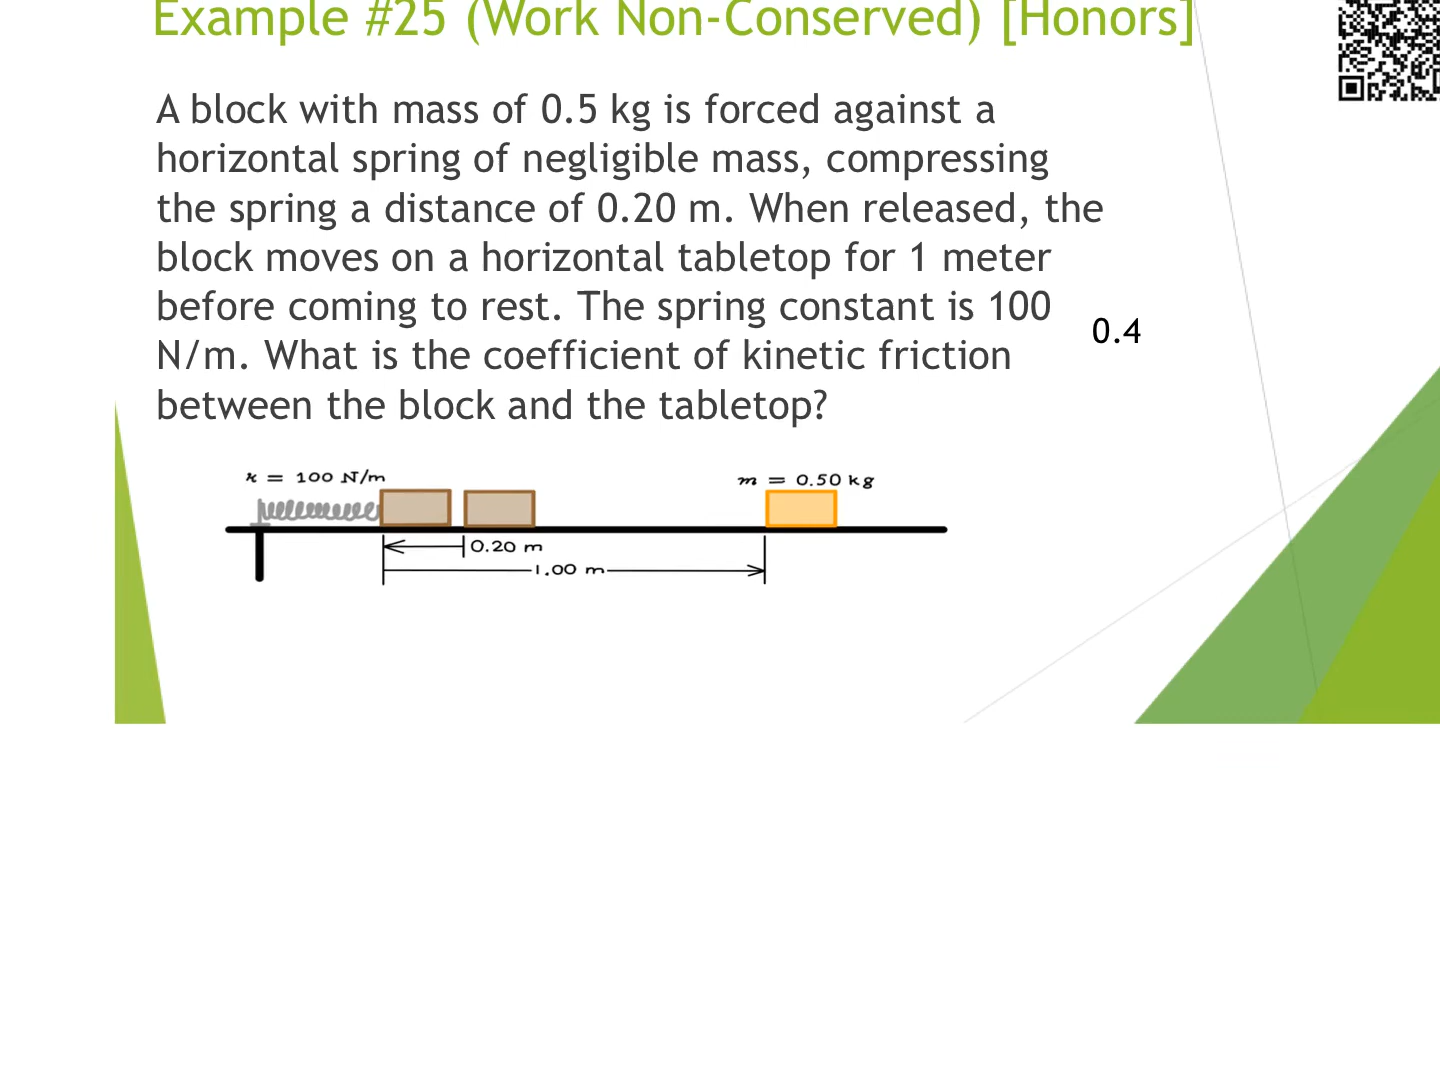 Example #25 (Work Non-Conserved) [Honors]
A block with mass of 0.5 kg is forced against a
horizontal spring of negligible mass, compressing
the spring a distance of 0.20 m. When released, the
block moves on a horizontal tabletop for 1 meter
before coming to rest. The spring constant is 100
N/m. What is the coefficient of kinetic friction
between the block and the tabletop?
0.4
k = 100 N/m
m = 0.50 kg
0.20 m
1.00 m